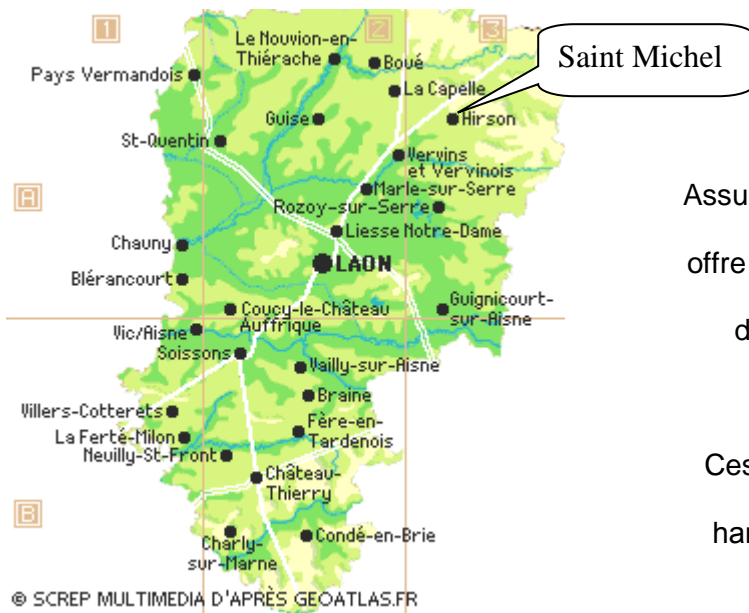 1
2
3
Le Nouvion-en-
Thiérache
Boué
Saint Michel
Pays Vermandois
La Capelle
Guise
Hirson
St-Quentin
Vervins
et Vervinois
A
Marle-sur-Serre
Rozoy-sur-Serre
Assu
Liesse Notre-Dame
Chauny
LAON
offre
Blérancourt
Coucy-le-Château
Auffrique
Guignicourt-
sur-Aisne
Vic/Aisne
d
Soissons
Vailly-sur-Aisne
Braine
Villers-Cotterets
Fère-en-
Tardenois
La Ferté-Milon
Neuilly-St-Front
Ces
Château-
Thierry
B
Charly-
sur-Marne
Condé-en-Brie
han
© SCREP MULTIMEDIA D'APRÈS GEOATLAS.FR